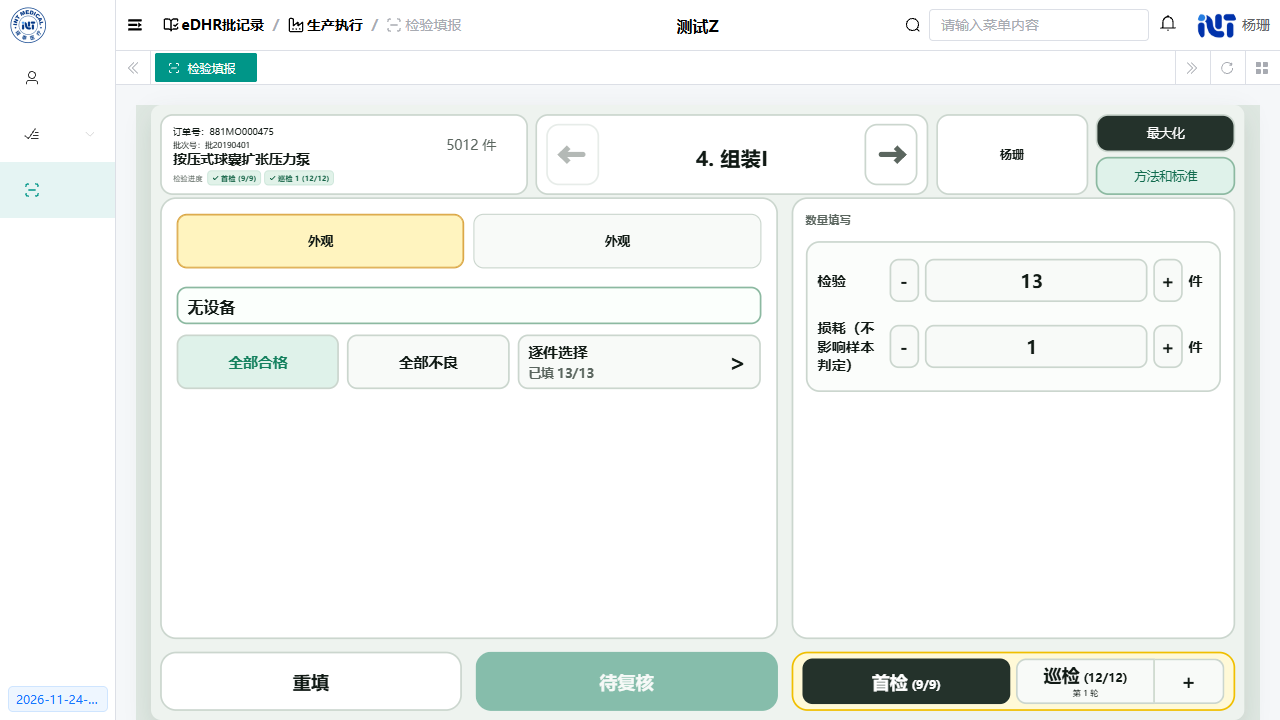 eDHR批记录 / 生产执行 / 检验填报
测试Z
请输入菜单内容
杨珊
检验填报
订单号：881MO000475
批次号：批20190401
按压式球囊扩张压力泵
检验进度 ✓ 首检 (9/9) ✓ 巡检 1 (12/12)
5012 件
4. 组装Ⅰ
杨珊
最大化
方法和标准
外观
外观
无设备
全部合格
全部不良
逐件选择
已填 13/13
>
数量填写
检验 - 13 + 件
损耗（不
影响样本
判定） - 1 + 件
重填
待复核
首检 (9/9)
巡检 (12/12)
第 1 轮
+
2026-11-24-...